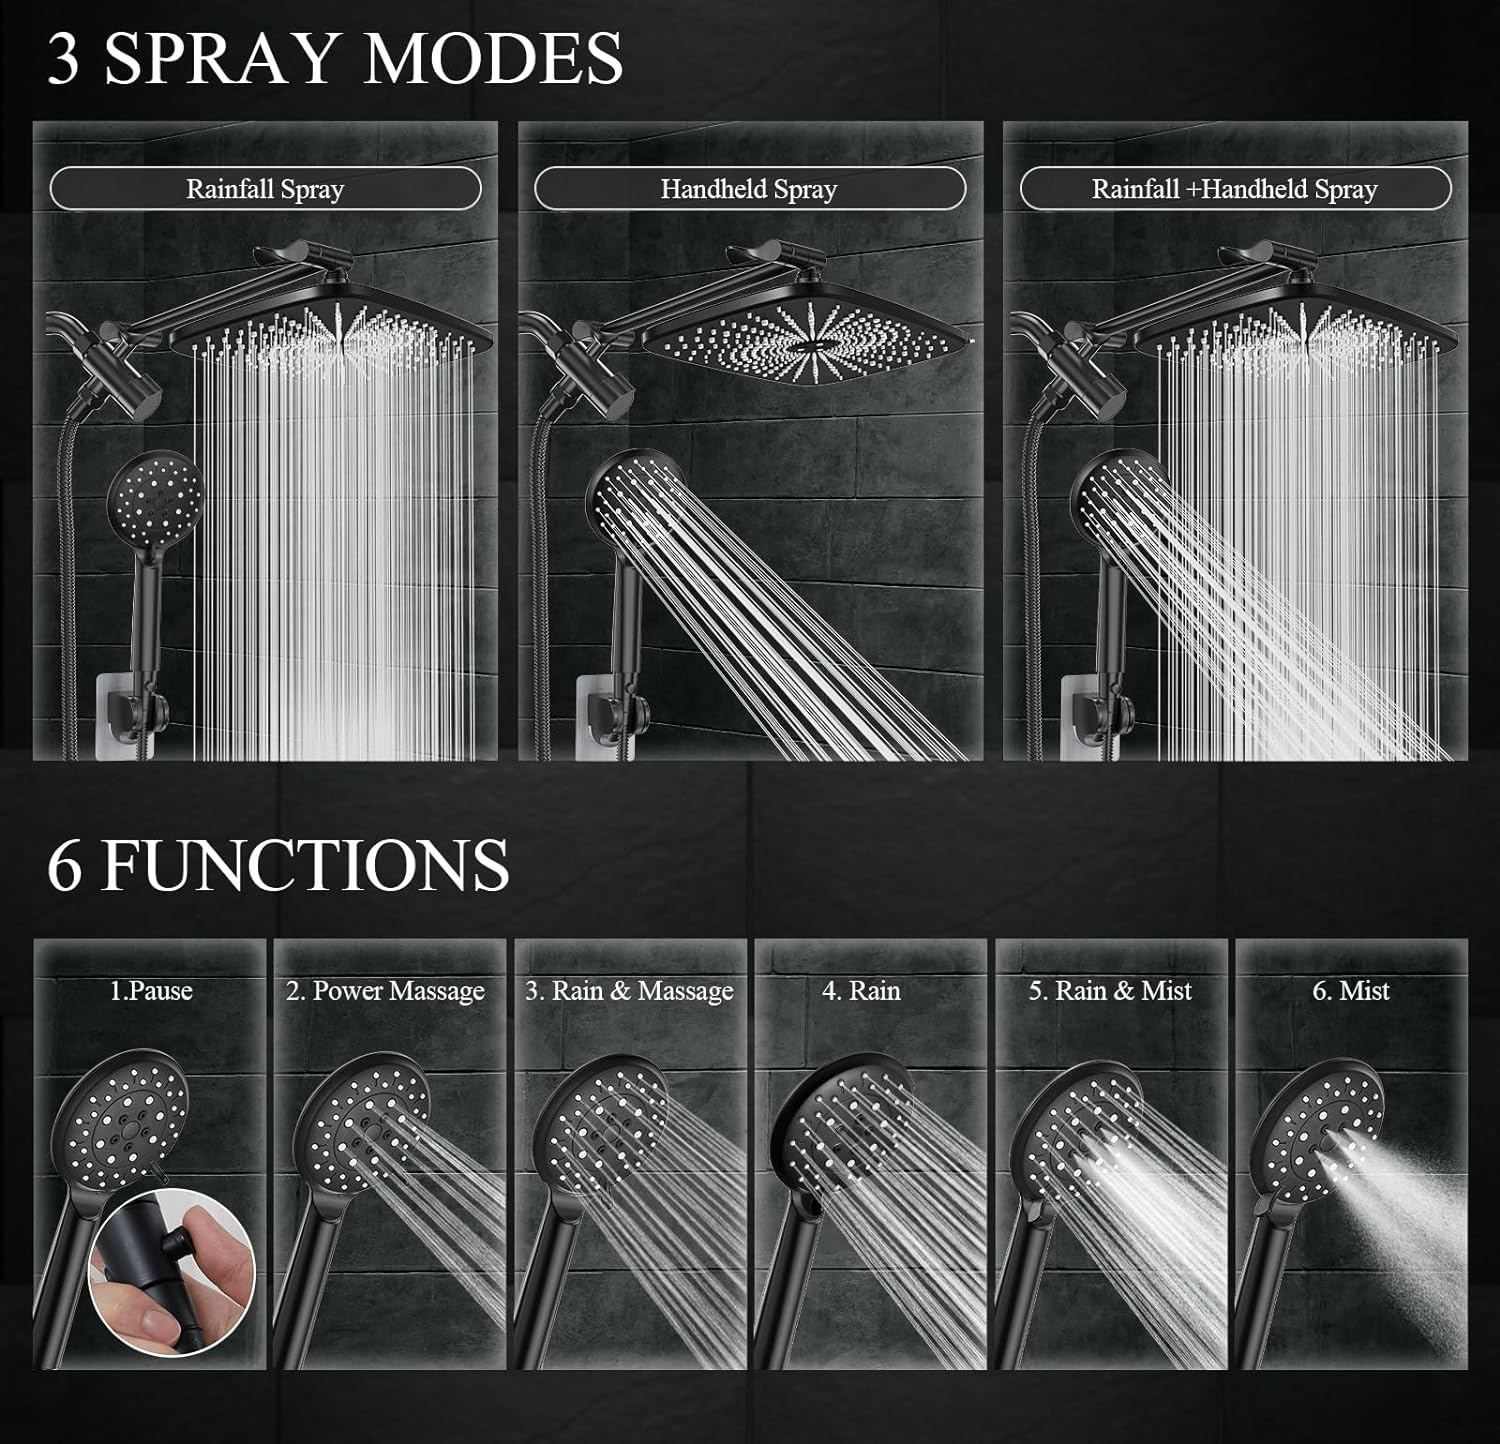 3 SPRAY MODES
Rainfall Spray
Handheld Spray
Rainfall +Handheld Spray
6 FUNCTIONS
1.Pause
2. Power Massage
3. Rain & Massage
4. Rain
5. Rain & Mist
6. Mist